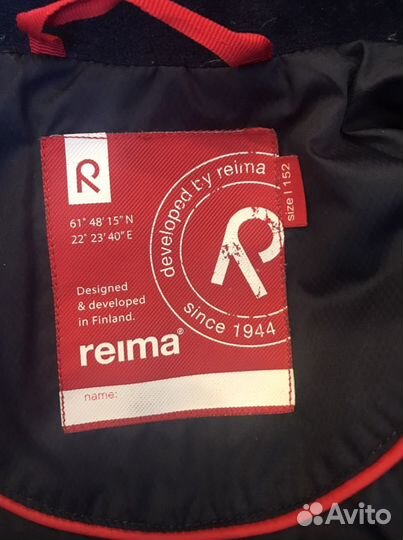 R
61° 48' 15" N
22° 23' 40" E
Designed
& developed
in Finland.
reima®
name:
developed by reima
R
since 1944
size | 152
Avito